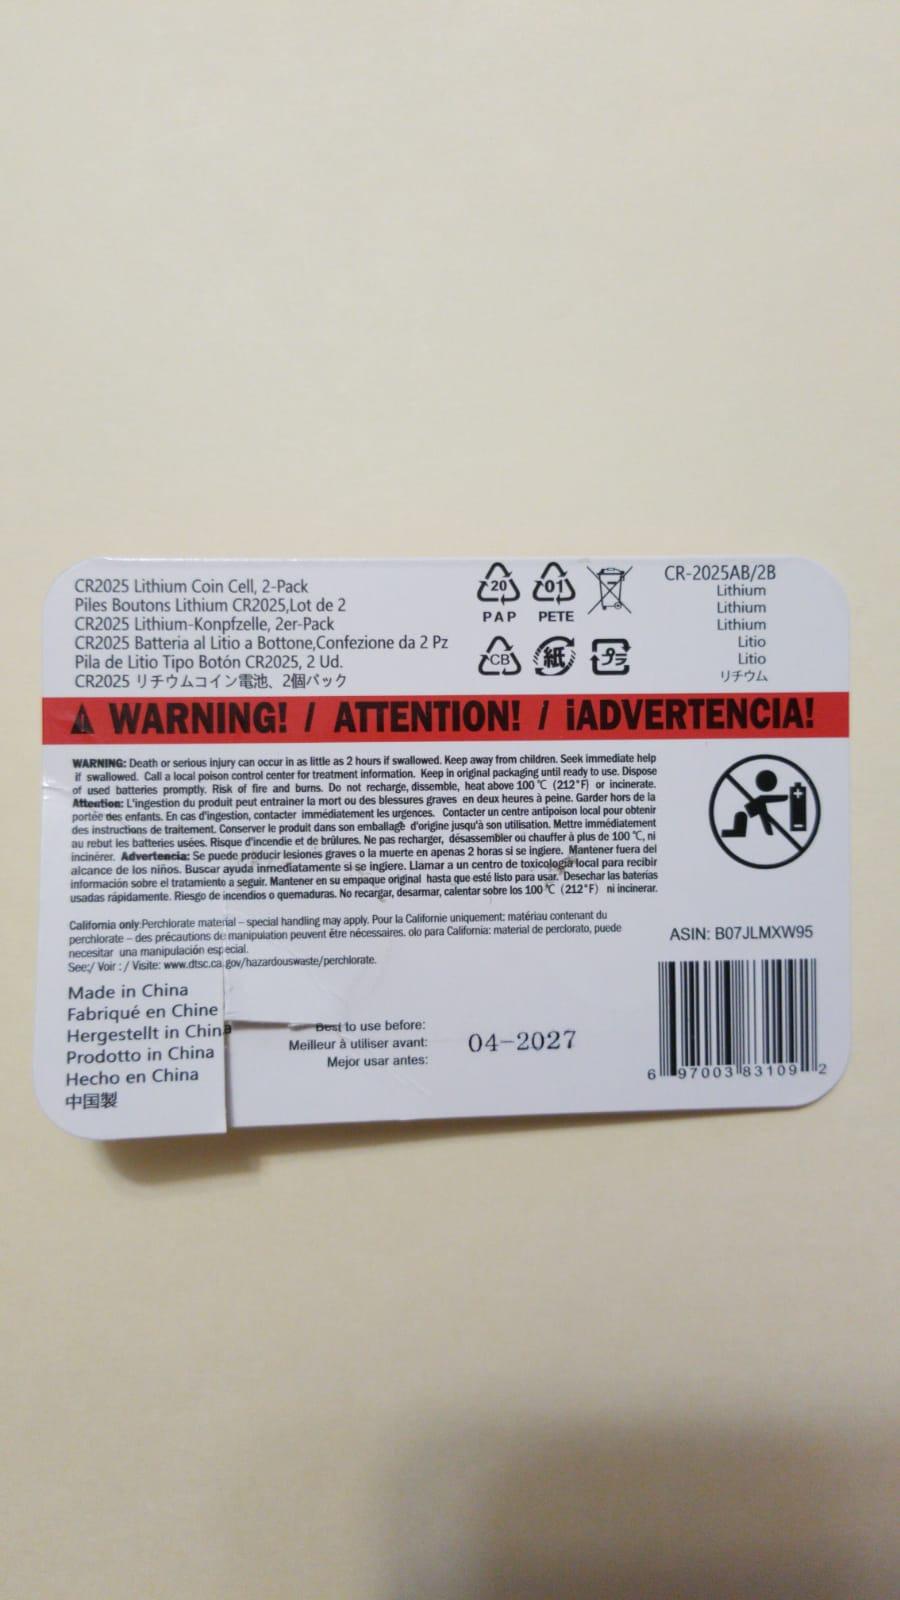 CR2025 Lithium Coin Cell, 2-Pack
Piles Boutons Lithium CR2025,Lot de 2
CR2025 Lithium-Konpfzelle, 2er-Pack
CR2025 Batteria al Litio a Bottone,Confezione da 2 Pz
Pila de Litio Tipo Botón CR2025, 2 Ud.
CR2025 リチウムコイン電池、2個パック
20
PAP
01
PETE
CB
紙
プラ
CR-2025AB/2B
Lithium
Lithium
Lithium
Litio
Litio
リチウム
WARNING! / ATTENTION! / ¡ADVERTENCIA!
WARNING: Death or serious injury can occur in as little as 2 hours if swallowed. Keep away from children. Seek immediate help
if swallowed. Call a local poison control center for treatment information. Keep in original packaging until ready to use. Dispose
of used batteries promptly. Risk of fire and burns. Do not recharge, dissemble, heat above 100℃ (212°F) or incinerate.
Attention: L'ingestion du produit peut entrainer la mort ou des blessures graves en deux heures à peine. Garder hors de la
portée des enfants. En cas d'ingestion, contacter immédiatement les urgences. Contacter un centre antipoison local pour obtenir
des instructions de traitement. Conserver le produit dans son emballage d'origine jusqu'à son utilisation. Mettre immédiatement
au rebut les batteries usées. Risque d'incendie et de brûlures. Ne pas recharger, désassembler ou chauffer à plus de 100℃, ni
incinérer. Advertencia: Se puede producir lesiones graves o la muerte en apenas 2 horas si se ingiere. Mantener fuera del
alcance de los niños. Buscar ayuda inmediatamente si se ingiere. Llamar a un centro de toxicología local para recibir
información sobre el tratamiento a seguir. Mantener en su empaque original hasta que esté listo para usar. Desechar las baterías
usadas rápidamente. Riesgo de incendios o quemaduras. No recargar, desarmar, calentar sobre los 100℃ (212°F) ni incinerar.
California only:Perchlorate material – special handling may apply. Pour la Californie uniquement: matériau contenant du
perchlorate – des précautions de manipulation peuvent être nécessaires. olo para California: material de perclorato, puede
necesitar una manipulación especial.
See:/ Voir : / Visite: www.dtsc.ca.gov/hazardouswaste/perchlorate.
ASIN: B07JLMXW95
Made in China
Fabriqué en Chine
Hergestellt in China
Prodotto in China
Hecho en China
中国製
Best to use before:
Meilleur à utiliser avant:
Mejor usar antes:
04-2027
6 97003 83109 2